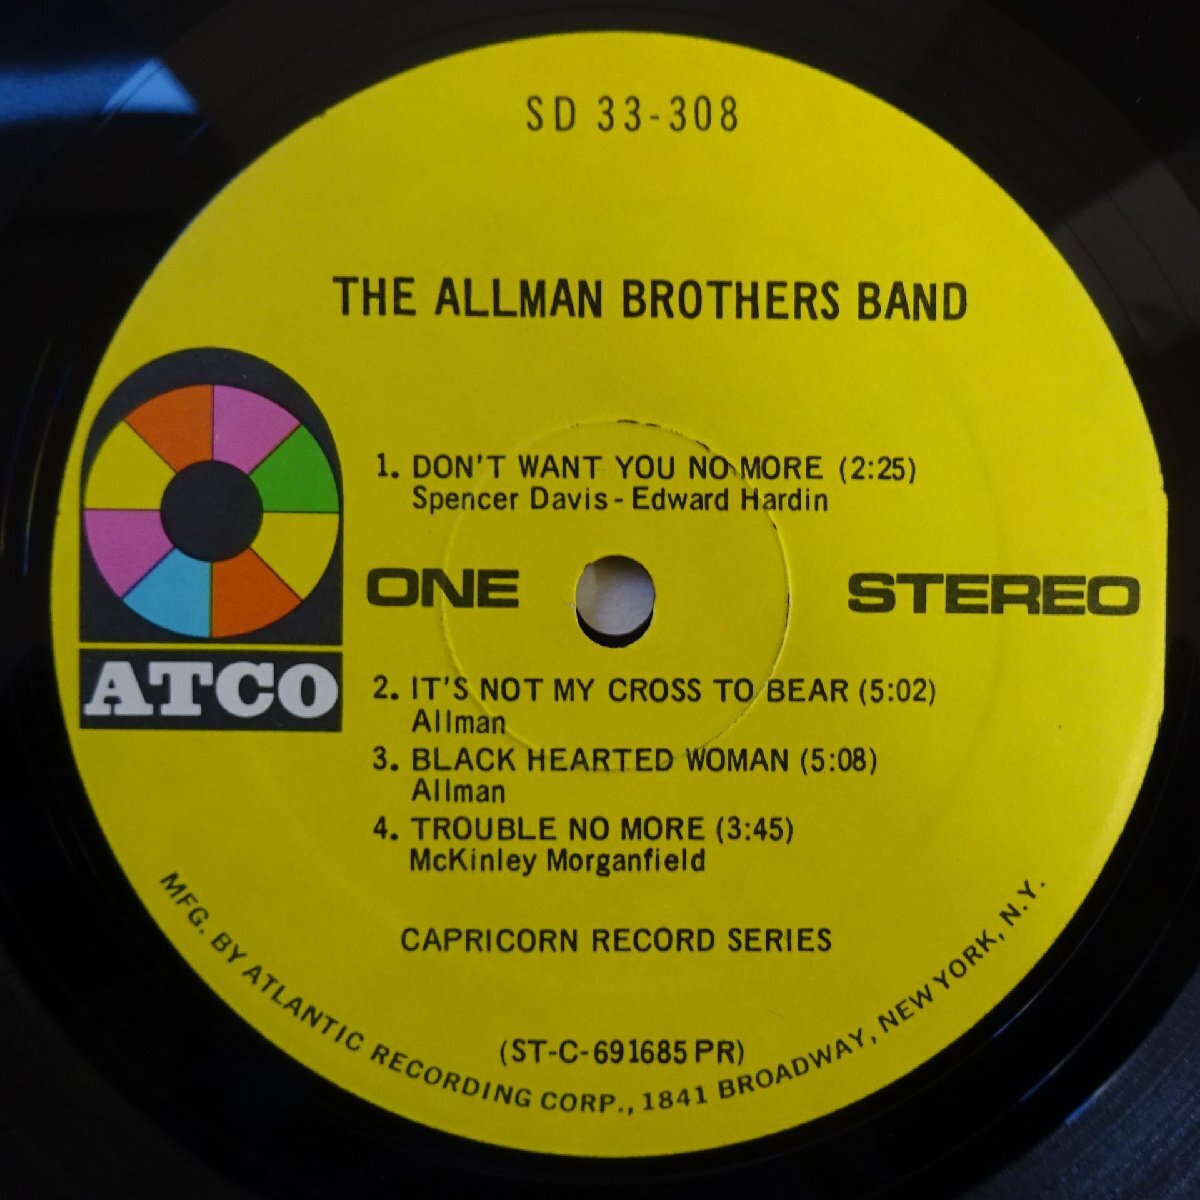 SD 33-308
THE ALLMAN BROTHERS BAND
1. DON'T WANT YOU NO MORE (2:25)
Spencer Davis - Edward Hardin
ONE
STEREO
ATCO
2. IT'S NOT MY CROSS TO BEAR (5:02)
Allman
3. BLACK HEARTED WOMAN (5:08)
Allman
4. TROUBLE NO MORE (3:45)
McKinley Morganfield
CAPRICORN RECORD SERIES
(ST-C-691685 PR)
MFG. BY ATLANTIC RECORDING CORP., 1841 BROADWAY, NEW YORK, N.Y.